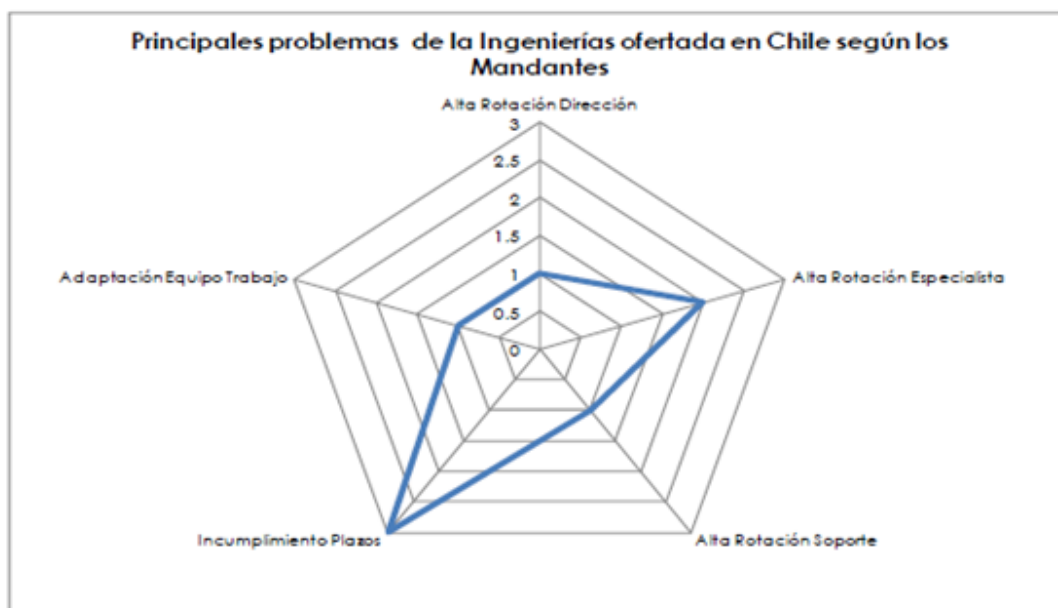 Principales problemas de la Ingenierías ofertada en Chile según los
Mandantes
Alta Rotación Dirección
3
2.5
2
1.5
1
0.5
0
Adaptación Equipo Trabajo
Alta Rotación Especialista
Incumplimiento Plazos
Alta Rotación Soporte